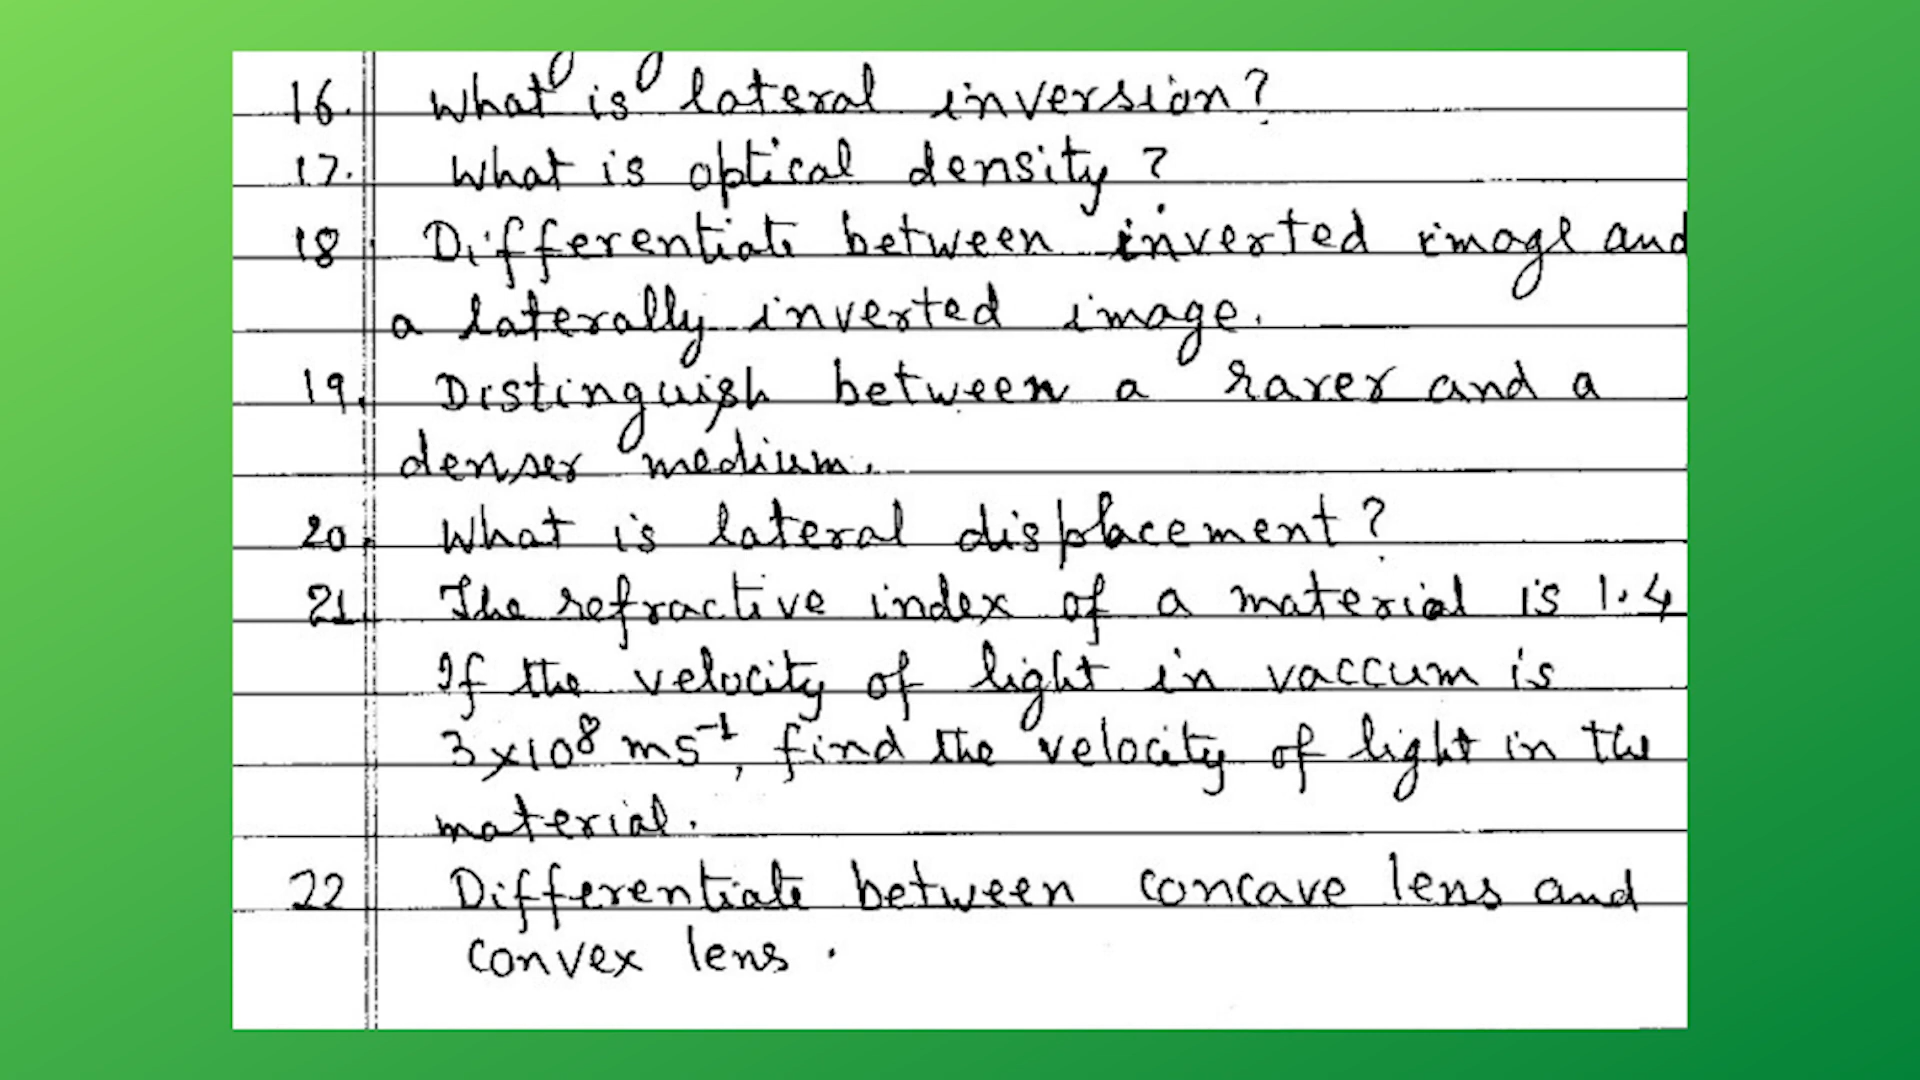 16. What is lateral inversion?
17. What is optical density?
18. Differentiate between inverted image and
a laterally inverted image.
19. Distinguish between a rarer and a
denser medium.
20. What is lateral displacement?
21. The refractive index of a material is 1.4
If the velocity of light in vaccum is
3×10⁸ ms⁻¹, find the velocity of light in the
material.
22 Differentiate between concave lens and
convex lens.